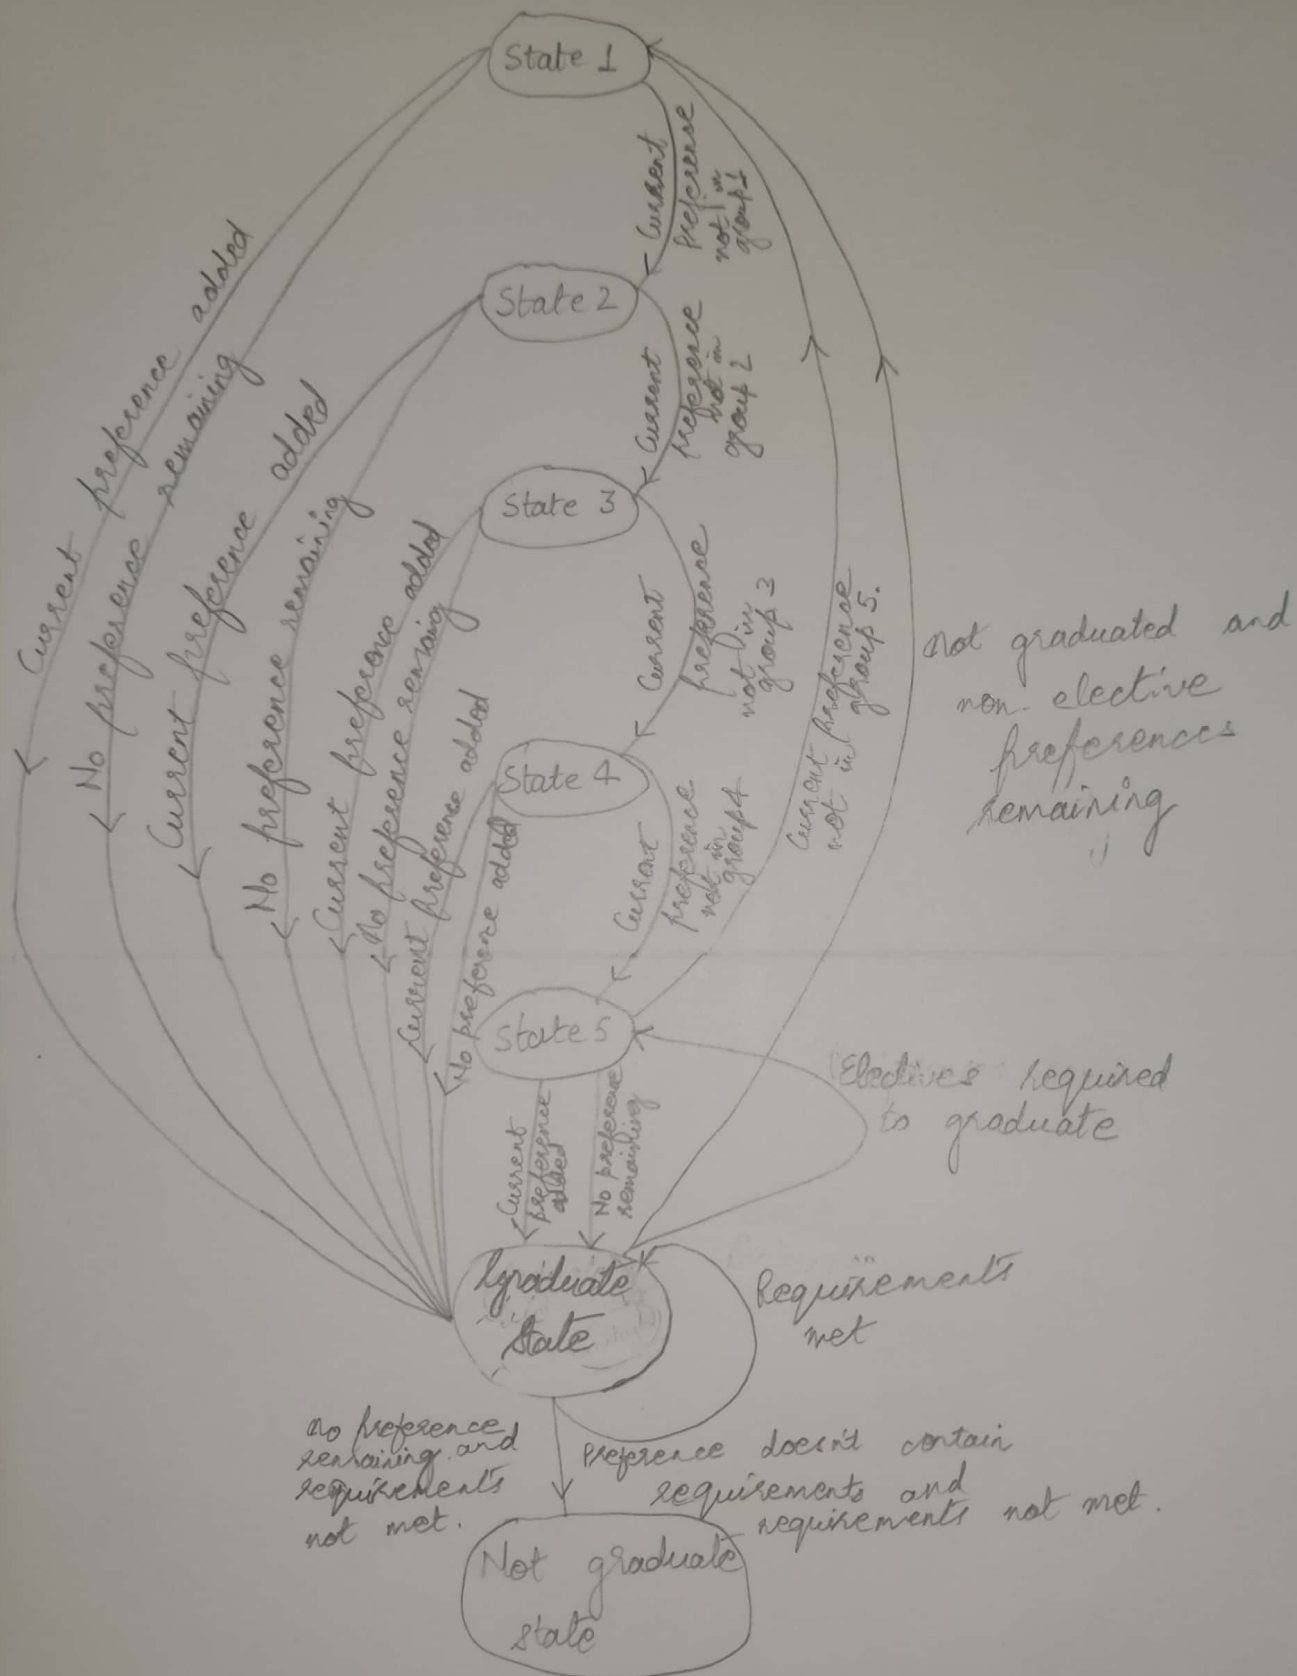 State 1
Current
preference
not in
group 1
State 2
Current
preference
not in
group 2
State 3
Current
preference
not in
group 3
State 4
Current
preference
not in
group 4
State 5
Current preference
not in group 5.
not graduated and
non-elective
preferences
remaining
Current preference added
No preference remaining
Current preference added
No preference remaining
Current preference added
No preference remaining
Current preference added
No preference added
Current
preference
added
No preference
remaining
Electives required
to graduate
graduate
state
Requirements
met
no preference
remaining and
requirements
not met.
Preference doesn't contain
requirements and
requirements not met.
Not graduate
state